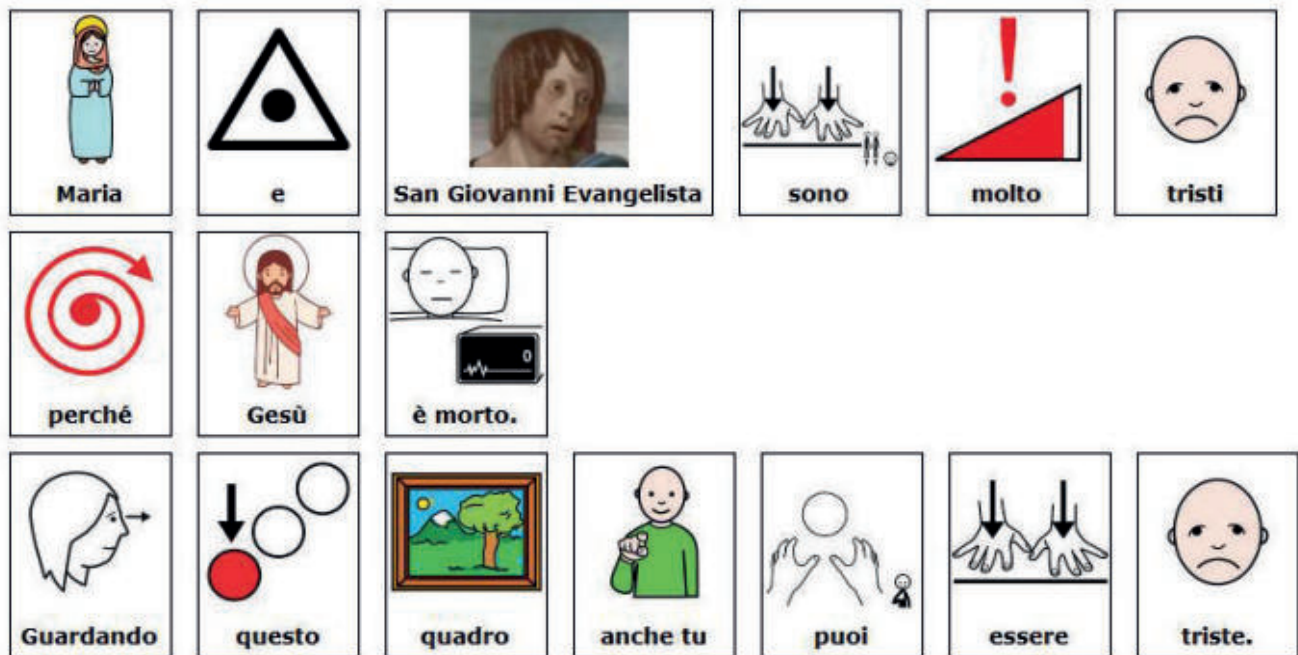 Maria e San Giovanni Evangelista sono molto tristi
perché Gesù è morto.
Guardando questo quadro anche tu puoi essere triste.